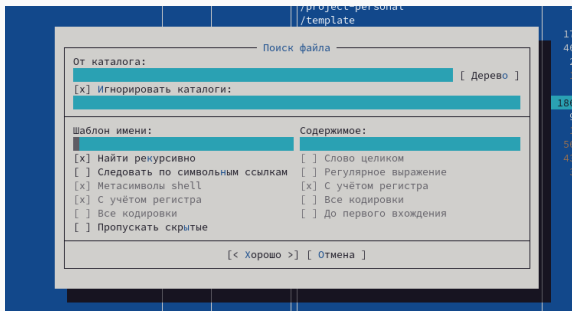 /project-personal
/template
Поиск файла
От каталога:
[ Дерево ]
[x] Игнорировать каталоги:
Шаблон имени:
Содержимое:
[x] Найти рекурсивно
[ ] Слово целиком
[ ] Следовать по символьным ссылкам
[ ] Регулярное выражение
[x] Метасимволы shell
[x] С учётом регистра
[x] С учётом регистра
[ ] Все кодировки
[ ] Все кодировки
[ ] До первого вхождения
[ ] Пропускать скрытые
[< Хорошо >] [ Отмена ]